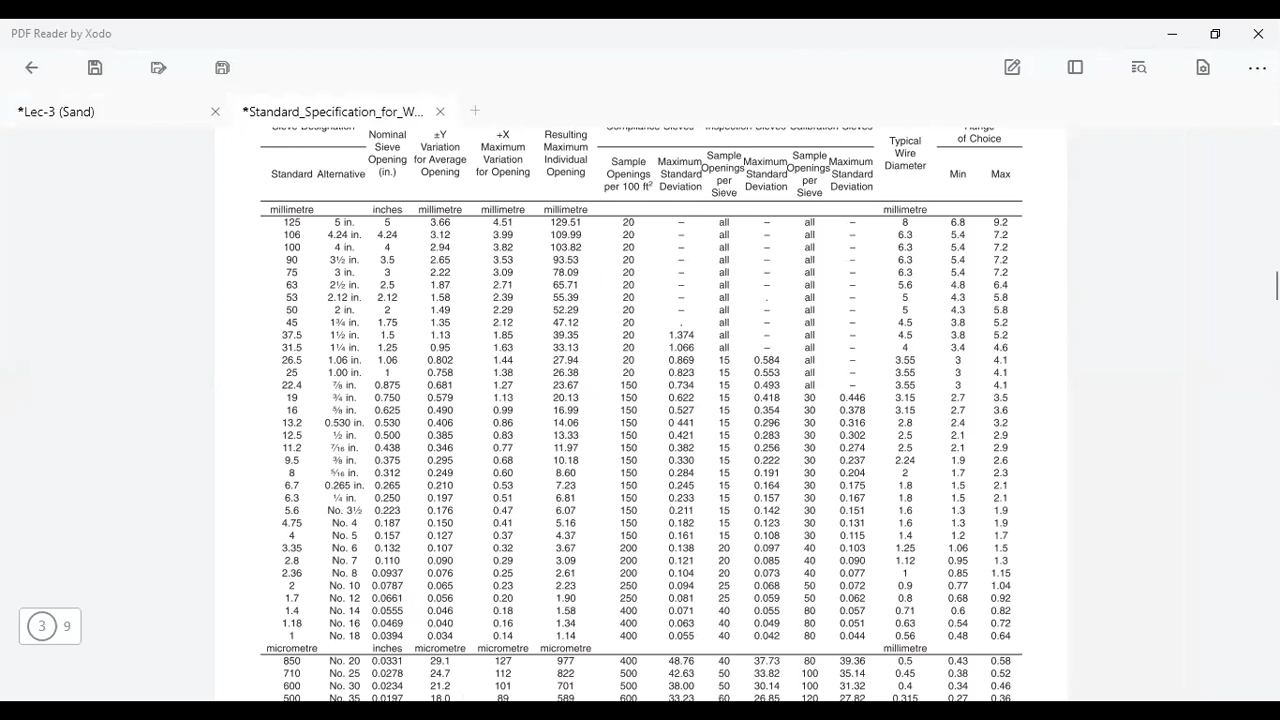 PDF Reader by Xodo
*Lec-3 (Sand)
*Standard_Specification_for_W...
Sieve Designation
Compliance Sieves Inspection Sieves Calibration Sieves
Range of Choice
Standard Alternative
Nominal Sieve Opening (in.)
±Y Variation for Average Opening
+X Maximum Variation for Opening
Resulting Maximum Individual Opening
Sample Openings per 100 ft²
Maximum Standard Deviation
Sample Openings per Sieve
Maximum Standard Deviation
Sample Openings per Sieve
Maximum Standard Deviation
Typical Wire Diameter
Min Max
millimetre inches millimetre millimetre millimetre millimetre
125 5 in. 5 3.66 4.51 129.51 20 – all – all – 8 6.8 9.2
106 4.24 in. 4.24 3.12 3.99 109.99 20 – all – all – 6.3 5.4 7.2
100 4 in. 4 2.94 3.82 103.82 20 – all – all – 6.3 5.4 7.2
90 3½ in. 3.5 2.65 3.53 93.53 20 – all – all – 6.3 5.4 7.2
75 3 in. 3 2.22 3.09 78.09 20 – all – all – 6.3 5.4 7.2
63 2½ in. 2.5 1.87 2.71 65.71 20 – all – all – 5.6 4.8 6.4
53 2.12 in. 2.12 1.58 2.39 55.39 20 – all . all – 5 4.3 5.8
50 2 in. 2 1.49 2.29 52.29 20 – all – all – 5 4.3 5.8
45 1¾ in. 1.75 1.35 2.12 47.12 20 . all – all – 4.5 3.8 5.2
37.5 1½ in. 1.5 1.13 1.85 39.35 20 1.374 all – all – 4.5 3.8 5.2
31.5 1¼ in. 1.25 0.95 1.63 33.13 20 1.066 all – all – 4 3.4 4.6
26.5 1.06 in. 1.06 0.802 1.44 27.94 20 0.869 15 0.584 all – 3.55 3 4.1
25 1.00 in. 1 0.758 1.38 26.38 20 0.823 15 0.553 all – 3.55 3 4.1
22.4 ⅞ in. 0.875 0.681 1.27 23.67 150 0.734 15 0.493 all – 3.55 3 4.1
19 ¾ in. 0.750 0.579 1.13 20.13 150 0.622 15 0.418 30 0.446 3.15 2.7 3.5
16 ⅝ in. 0.625 0.490 0.99 16.99 150 0.527 15 0.354 30 0.378 3.15 2.7 3.6
13.2 0.530 in. 0.530 0.406 0.86 14.06 150 0 441 15 0.296 30 0.316 2.8 2.4 3.2
12.5 ½ in. 0.500 0.385 0.83 13.33 150 0.421 15 0.283 30 0.302 2.5 2.1 2.9
11.2 7/16 in. 0.438 0.346 0.77 11.97 150 0.382 15 0.256 30 0.274 2.5 2.1 2.9
9.5 ⅜ in. 0.375 0.295 0.68 10.18 150 0.330 15 0.222 30 0.237 2.24 1.9 2.6
8 5/16 in. 0.312 0.249 0.60 8.60 150 0.284 15 0.191 30 0.204 2 1.7 2.3
6.7 0.265 in. 0.265 0.210 0.53 7.23 150 0.245 15 0.164 30 0.175 1.8 1.5 2.1
6.3 ¼ in. 0.250 0.197 0.51 6.81 150 0.233 15 0.157 30 0.167 1.8 1.5 2.1
5.6 No. 3½ 0.223 0.176 0.47 6.07 150 0.211 15 0.142 30 0.151 1.6 1.3 1.9
4.75 No. 4 0.187 0.150 0.41 5.16 150 0.182 15 0.123 30 0.131 1.6 1.3 1.9
4 No. 5 0.157 0.127 0.37 4.37 150 0.161 15 0.108 30 0.115 1.4 1.2 1.7
3.35 No. 6 0.132 0.107 0.32 3.67 200 0.138 20 0.097 40 0.103 1.25 1.06 1.5
2.8 No. 7 0.110 0.090 0.29 3.09 200 0.121 20 0.085 40 0.090 1.12 0.95 1.3
2.36 No. 8 0.0937 0.076 0.25 2.61 200 0.104 20 0.073 40 0.077 1 0.85 1.15
2 No. 10 0.0787 0.065 0.23 2.23 250 0.094 25 0.068 50 0.072 0.9 0.77 1.04
1.7 No. 12 0.0661 0.056 0.20 1.90 250 0.081 25 0.059 50 0.062 0.8 0.68 0.92
1.4 No. 14 0.0555 0.046 0.18 1.58 400 0.071 40 0.055 80 0.057 0.71 0.6 0.82
1.18 No. 16 0.0469 0.040 0.16 1.34 400 0.063 40 0.049 80 0.051 0.63 0.54 0.72
1 No. 18 0.0394 0.034 0.14 1.14 400 0.055 40 0.042 80 0.044 0.56 0.48 0.64
micrometre inches micrometre micrometre micrometre millimetre
850 No. 20 0.0331 29.1 127 977 400 48.76 40 37.73 80 39.36 0.5 0.43 0.58
710 No. 25 0.0278 24.7 112 822 500 42.63 50 33.82 100 35.14 0.45 0.38 0.52
600 No. 30 0.0234 21.2 101 701 500 38.00 50 30.14 100 31.32 0.4 0.34 0.46
500 No. 35 0.0197 18.0 89 589 600 33.23 60 26.85 120 27.82 0.315 0.27 0.36
3 9